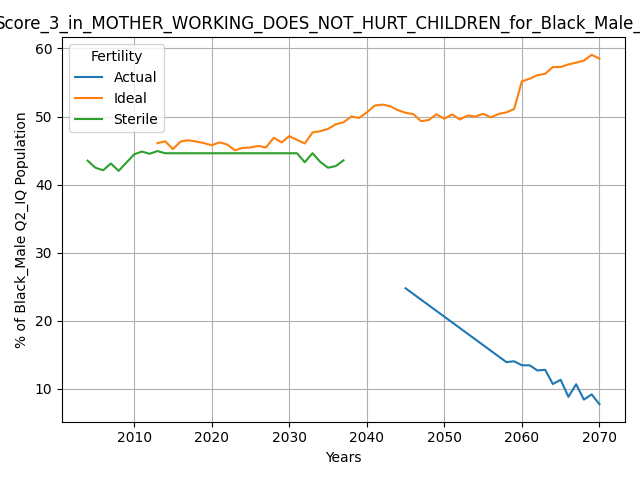 Score_3_in_MOTHER_WORKING_DOES_NOT_HURT_CHILDREN_for_Black_Male_
Fertility
Actual
Ideal
Sterile
% of Black_Male Q2_IQ Population
60
50
40
30
20
10
2010 2020 2030 2040 2050 2060 2070
Years